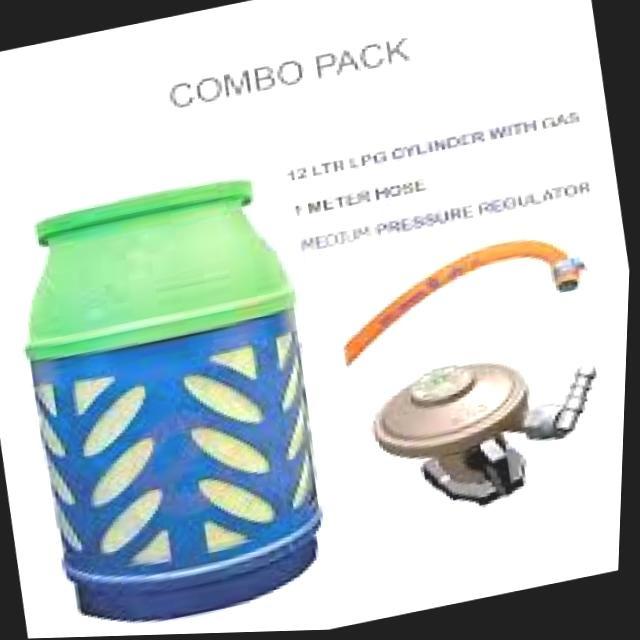 COMBO PACK
12 LTR LPG CYLINDER WITH GAS
1 METER HOSE
MEDIUM PRESSURE REGULATOR